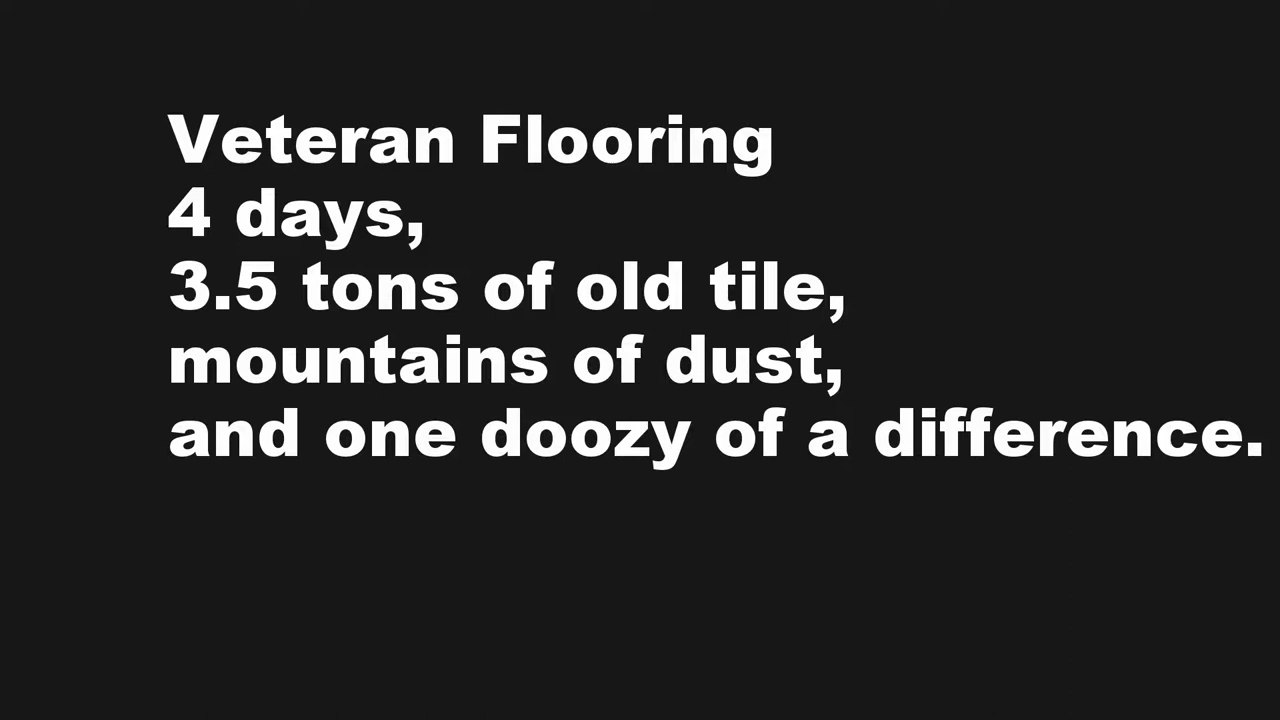 Veteran Flooring
4 days,
3.5 tons of old tile,
mountains of dust,
and one doozy of a difference.